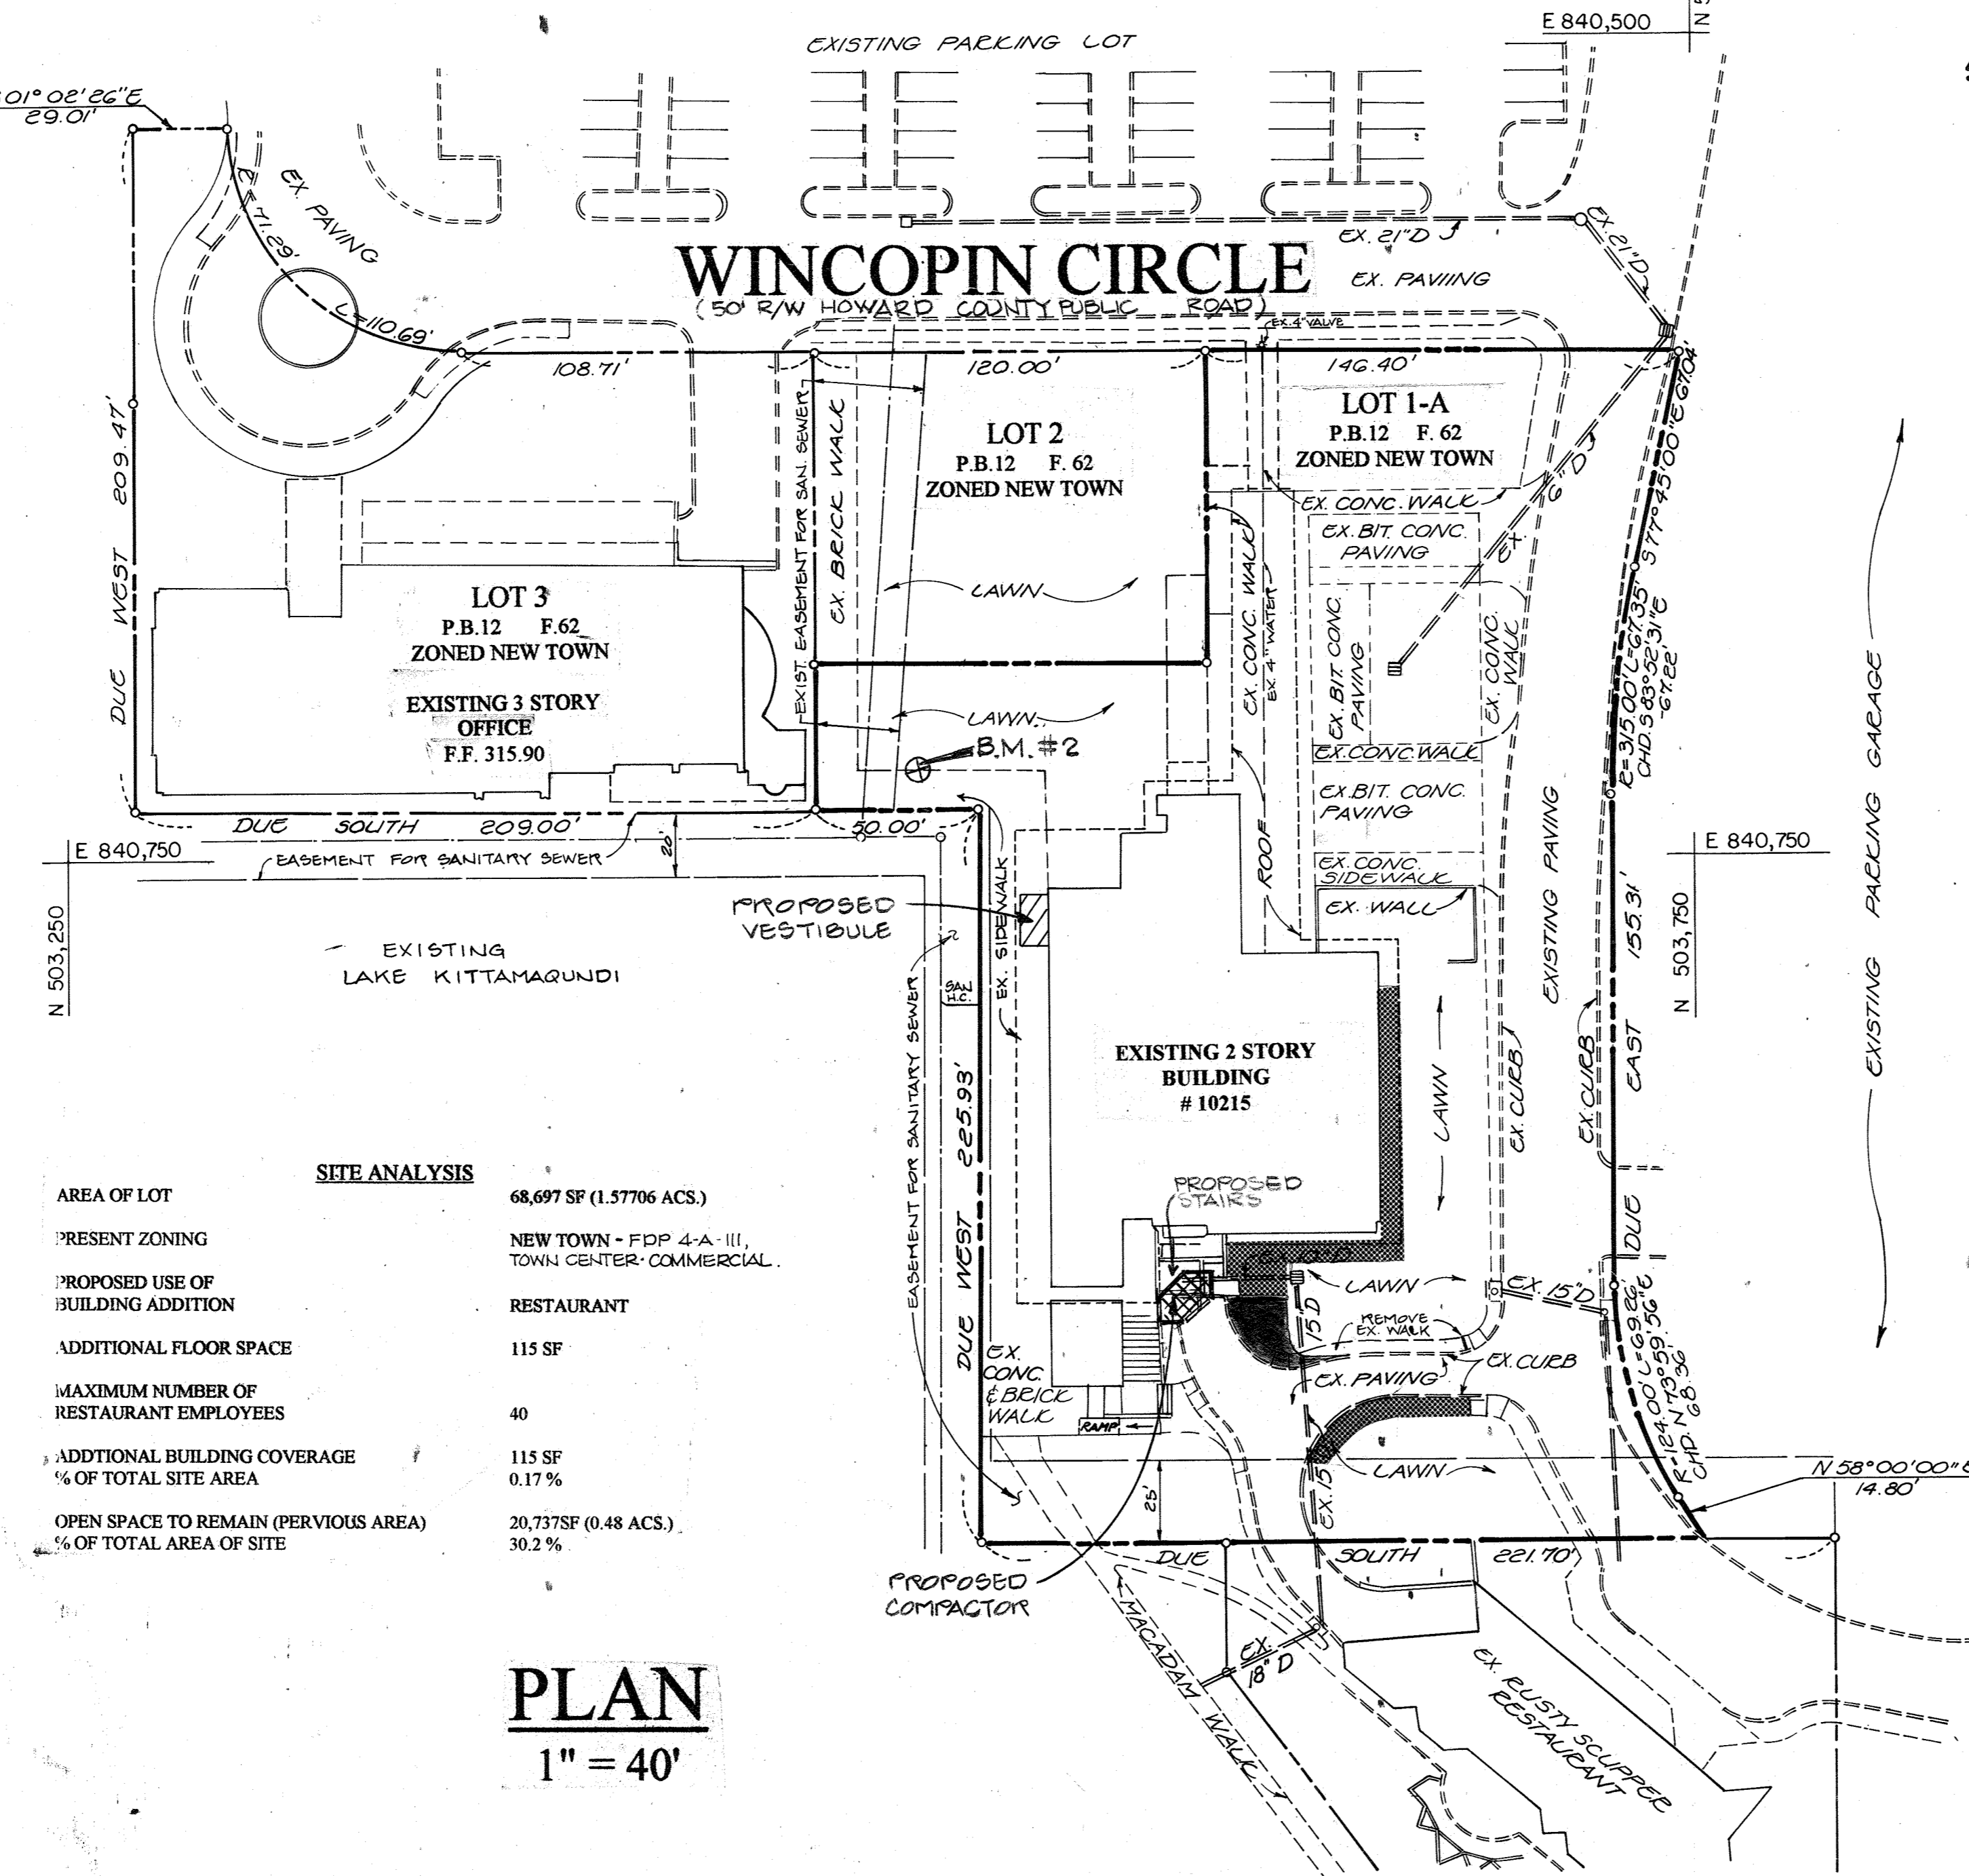 E 840,500
EXISTING PARKING LOT
01° 02' 26"E
29.01'
EX. PAVING
R=71.29'
L=110.69'
WINCOPIN CIRCLE
(50' R/W HOWARD COUNTY PUBLIC ROAD)
EX. 21"D
EX. 21"D
EX. PAVIING
EX. 4" VALVE
108.71'
120.00'
146.40'
LOT 1-A
P.B.12 F. 62
ZONED NEW TOWN
LOT 2
P.B.12 F. 62
ZONED NEW TOWN
DUE WEST 209.47'
EXIST. EASEMENT FOR SAN. SEWER
EX. BRICK WALK
LAWN
EX. CONC. WALK
EX. 4" WATER
EX. CONC. WALK
EX. BIT. CONC.
PAVING
EX. 6" D
S 77° 45' 00" E 67.04'
R=315.00' L=67.35'
CHD. S 83° 52' 31" E
67.22'
EX. BIT. CONC.
PAVING
EX. CONC.
WALK
LOT 3
P.B.12 F.62
ZONED NEW TOWN
EXISTING 3 STORY
OFFICE
F.F. 315.90
LAWN
B.M. #2
EX. CONC. WALK
EX. BIT. CONC.
PAVING
EX. CONC.
SIDEWALK
EX. WALL
ROOF
EXISTING PAVING
EXISTING PARKING GARAGE
DUE SOUTH 209.00'
50.00'
20'
E 840,750
N 503,250
EASEMENT FOR SANITARY SEWER
E 840,750
N 503,750
PROPOSED
VESTIBULE
EX. SIDEWALK
EXISTING
LAKE KITTAMAQUNDI
SAN
H.C.
EASEMENT FOR SANITARY SEWER
DUE WEST 225.93'
EXISTING 2 STORY
BUILDING
# 10215
LAWN
EX. CURB
EX. CURB
DUE EAST 155.31'
SITE ANALYSIS
AREA OF LOT 68,697 SF (1.57706 ACS.)
PRESENT ZONING NEW TOWN - FDP 4-A-III,
TOWN CENTER-COMMERCIAL.
PROPOSED USE OF
BUILDING ADDITION RESTAURANT
ADDITIONAL FLOOR SPACE 115 SF
MAXIMUM NUMBER OF
RESTAURANT EMPLOYEES 40
ADDTIONAL BUILDING COVERAGE 115 SF
% OF TOTAL SITE AREA 0.17 %
OPEN SPACE TO REMAIN (PERVIOUS AREA) 20,737SF (0.48 ACS.)
% OF TOTAL AREA OF SITE 30.2 %
PROPOSED
STAIRS
LAWN
15"D
EX. 15"D
REMOVE
EX. WALK
EX. CURB
EX. PAVING
EX.
CONC.
& BRICK
WALK
RAMP
R=124.00' L=69.26'
CHD. N 73° 59' 56" E
68.36'
LAWN
EX. 15"
25'
N 58° 00' 00" E
14.80'
DUE SOUTH 221.70'
PROPOSED
COMPACTOR
MACADAM WALK
EX.
18" D
EX. RUSTY SCUPPER
RESTAURANT
PLAN
1" = 40'